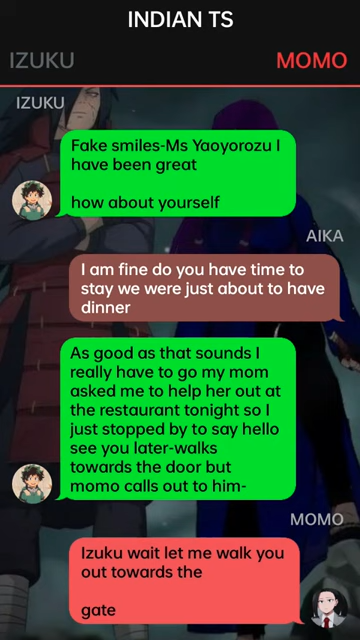 INDIAN TS
IZUKU
MOMO
IZUKU
Fake smiles-Ms Yaoyorozu I
have been great
how about yourself
AIKA
I am fine do you have time to
stay we were just about to have
dinner
As good as that sounds I
really have to go my mom
asked me to help her out at
the restaurant tonight so I
just stopped by to say hello
see you later-walks
towards the door but
momo calls out to him-
MOMO
Izuku wait let me walk you
out towards the
gate